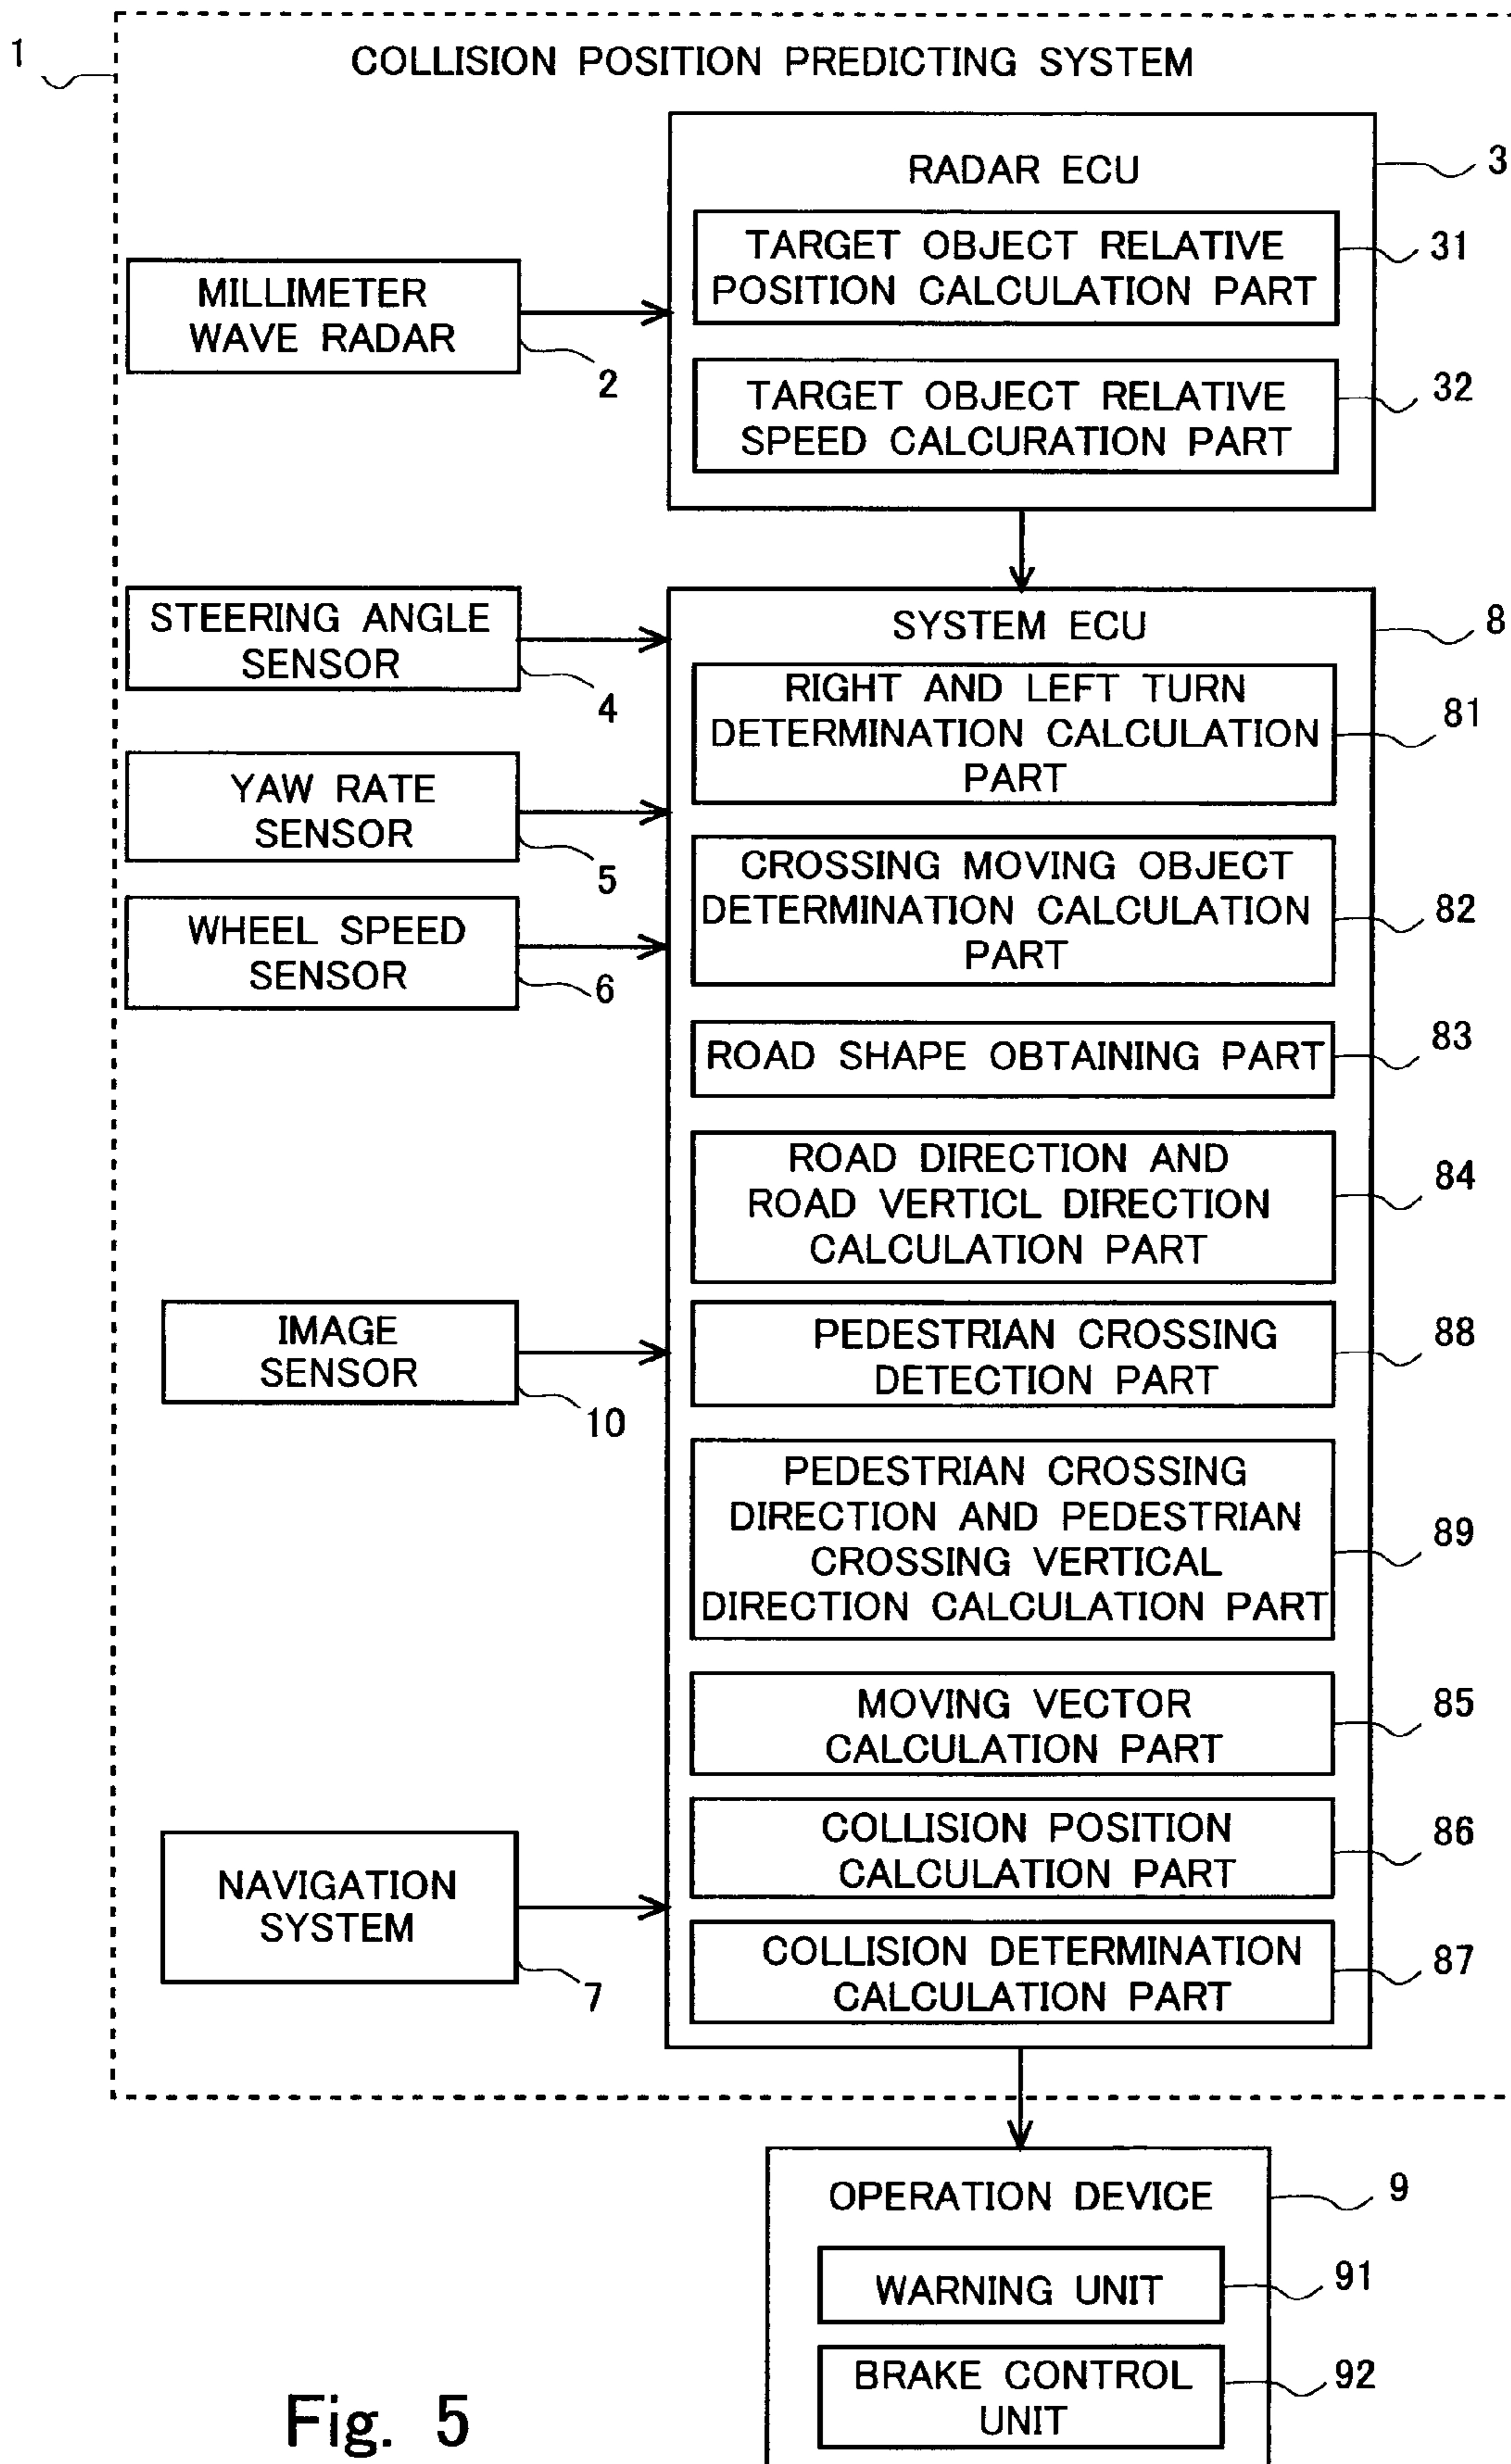 1
COLLISION POSITION PREDICTING SYSTEM
RADAR ECU
3
TARGET OBJECT RELATIVE
POSITION CALCULATION PART
31
MILLIMETER
WAVE RADAR
2
TARGET OBJECT RELATIVE
SPEED CALCURATION PART
32
STEERING ANGLE
SENSOR
4
SYSTEM ECU
8
RIGHT AND LEFT TURN
DETERMINATION CALCULATION
PART
81
YAW RATE
SENSOR
5
CROSSING MOVING OBJECT
DETERMINATION CALCULATION
PART
82
WHEEL SPEED
SENSOR
6
ROAD SHAPE OBTAINING PART
83
ROAD DIRECTION AND
ROAD VERTICL DIRECTION
CALCULATION PART
84
IMAGE
SENSOR
10
PEDESTRIAN CROSSING
DETECTION PART
88
PEDESTRIAN CROSSING
DIRECTION AND PEDESTRIAN
CROSSING VERTICAL
DIRECTION CALCULATION PART
89
MOVING VECTOR
CALCULATION PART
85
COLLISION POSITION
CALCULATION PART
86
NAVIGATION
SYSTEM
7
COLLISION DETERMINATION
CALCULATION PART
87
OPERATION DEVICE
9
WARNING UNIT
91
BRAKE CONTROL
UNIT
92
Fig. 5